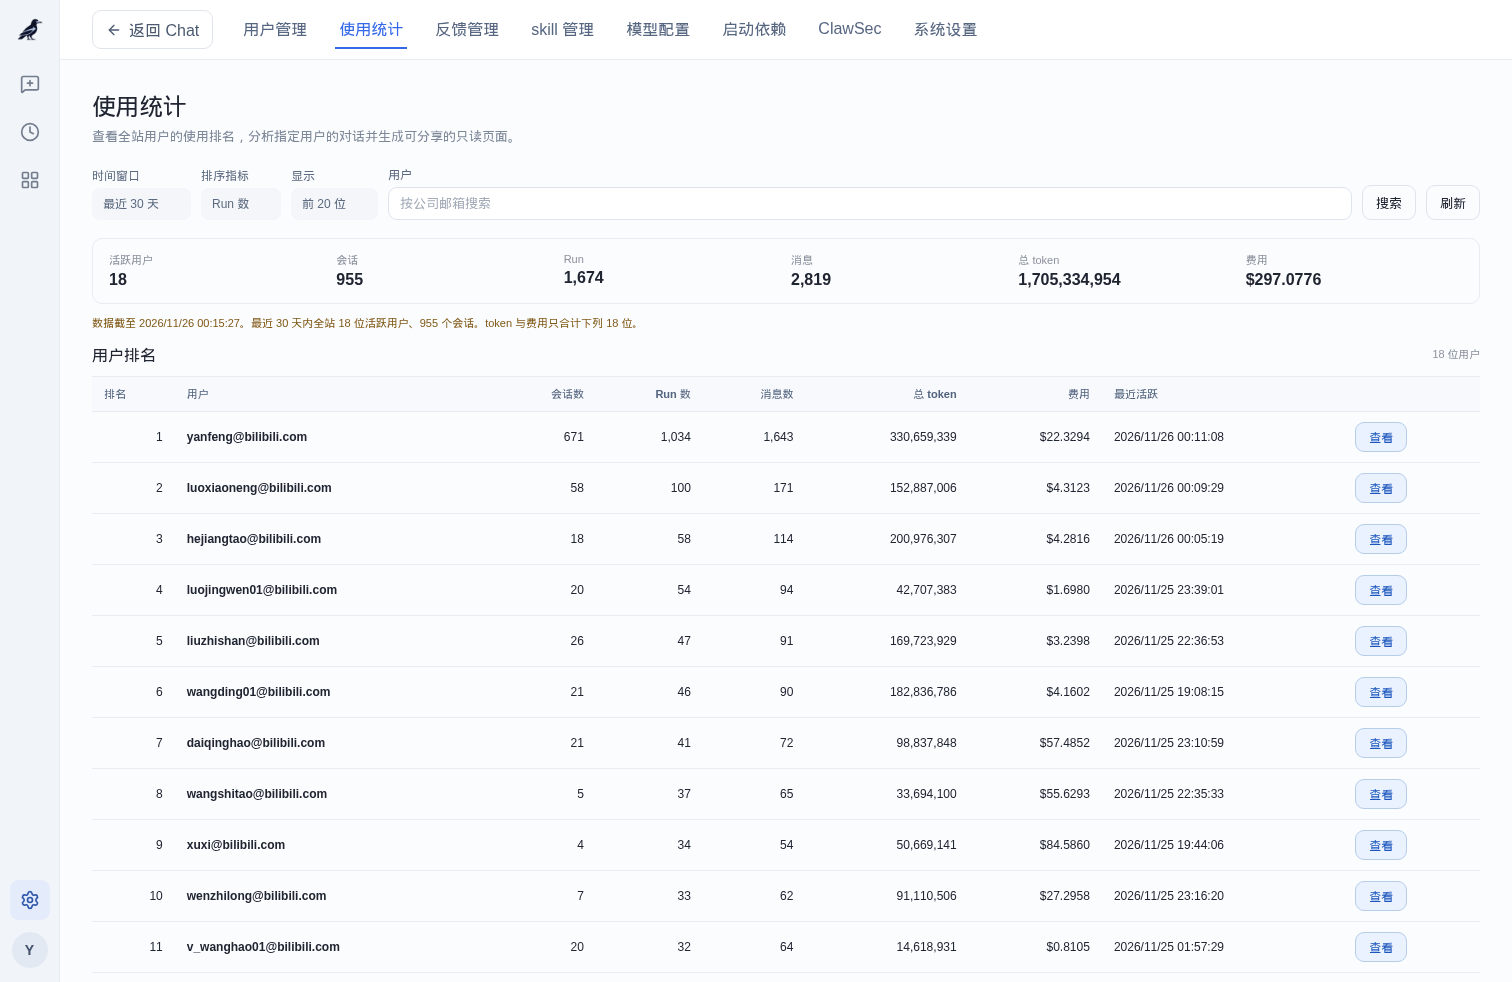 返回 Chat 用户管理 使用统计 反馈管理 skill 管理 模型配置 启动依赖 ClawSec 系统设置
使用统计
查看全站用户的使用排名，分析指定用户的对话并生成可分享的只读页面。
时间窗口 排序指标 显示 用户
最近 30 天 Run 数 前 20 位 按公司邮箱搜索 搜索 刷新
活跃用户 会话 Run 消息 总 token 费用
18 955 1,674 2,819 1,705,334,954 $297.0776
数据截至 2026/11/26 00:15:27。最近 30 天内全站 18 位活跃用户、955 个会话。token 与费用只合计下列 18 位。
用户排名 18 位用户
排名 用户 会话数 Run 数 消息数 总 token 费用 最近活跃
1 yanfeng@bilibili.com 671 1,034 1,643 330,659,339 $22.3294 2026/11/26 00:11:08 查看
2 luoxiaoneng@bilibili.com 58 100 171 152,887,006 $4.3123 2026/11/26 00:09:29 查看
3 hejiangtao@bilibili.com 18 58 114 200,976,307 $4.2816 2026/11/26 00:05:19 查看
4 luojingwen01@bilibili.com 20 54 94 42,707,383 $1.6980 2026/11/25 23:39:01 查看
5 liuzhishan@bilibili.com 26 47 91 169,723,929 $3.2398 2026/11/25 22:36:53 查看
6 wangding01@bilibili.com 21 46 90 182,836,786 $4.1602 2026/11/25 19:08:15 查看
7 daiqinghao@bilibili.com 21 41 72 98,837,848 $57.4852 2026/11/25 23:10:59 查看
8 wangshitao@bilibili.com 5 37 65 33,694,100 $55.6293 2026/11/25 22:35:33 查看
9 xuxi@bilibili.com 4 34 54 50,669,141 $84.5860 2026/11/25 19:44:06 查看
10 wenzhilong@bilibili.com 7 33 62 91,110,506 $27.2958 2026/11/25 23:16:20 查看
11 v_wanghao01@bilibili.com 20 32 64 14,618,931 $0.8105 2026/11/25 01:57:29 查看
Y